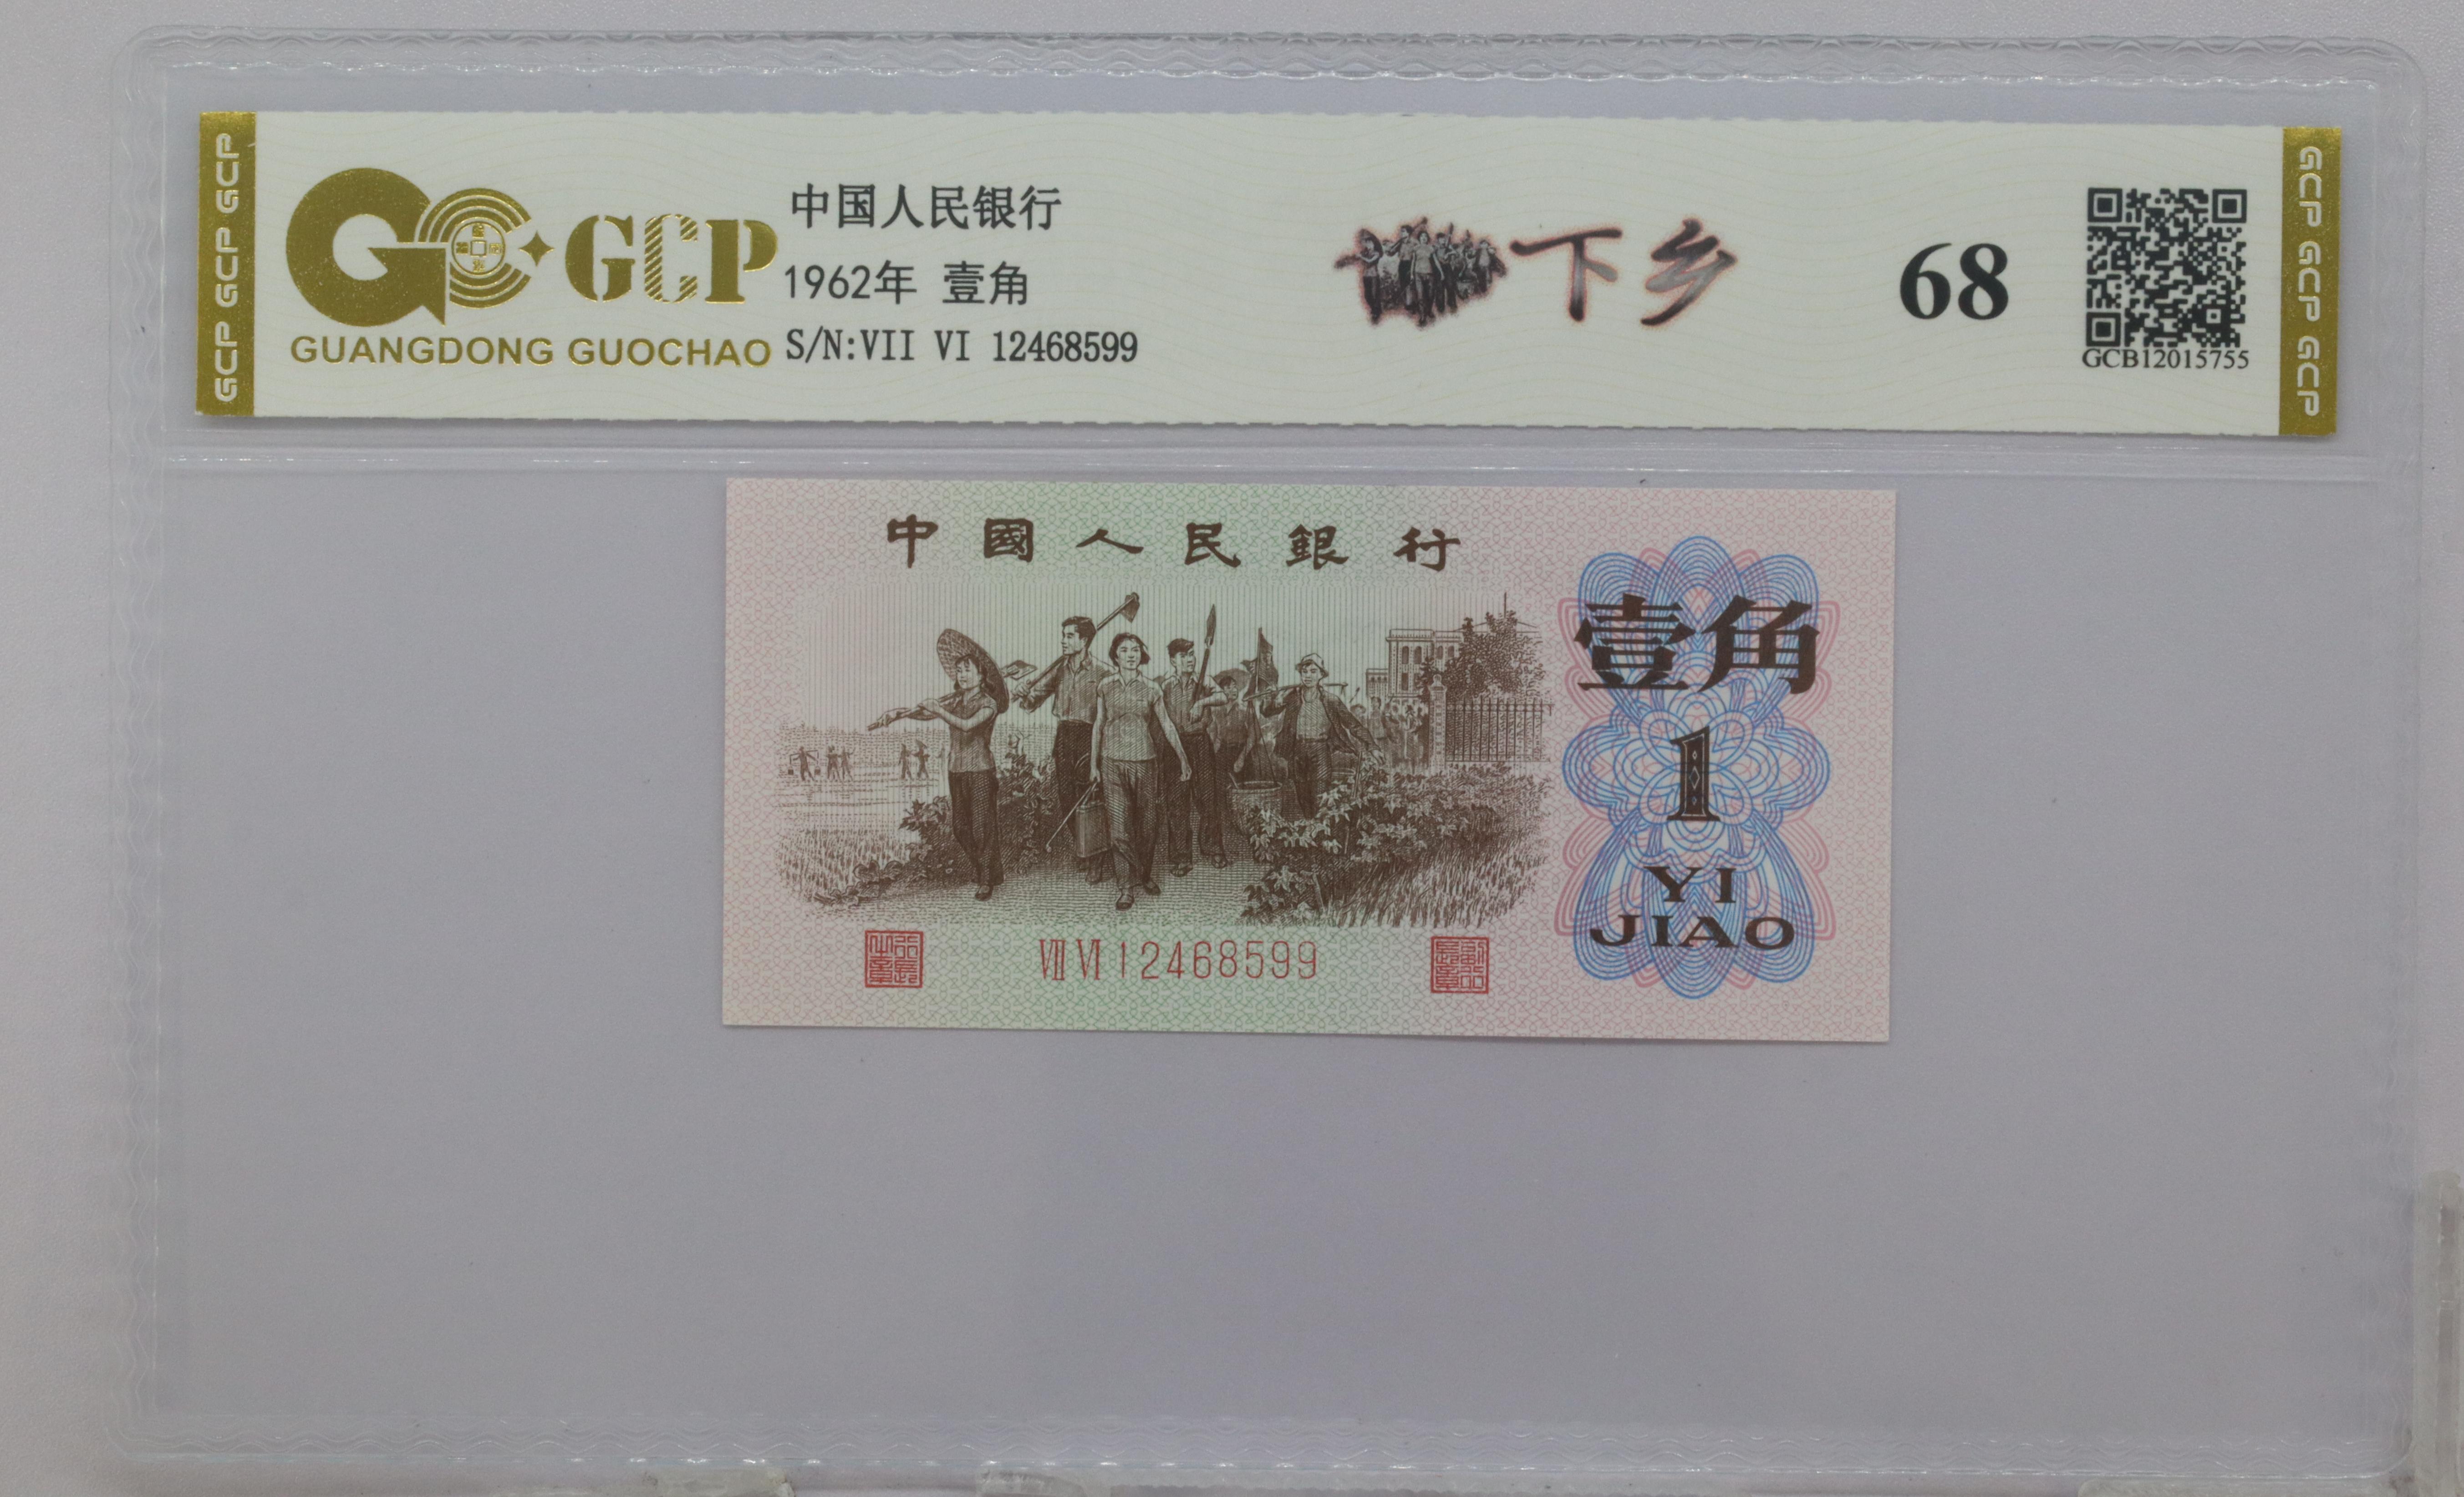 GCP GCP GCP
GCP
GUANGDONG GUOCHAO
中国人民银行
1962年 壹角
S/N:VII VI 12468599
下乡
68
GCB12015755
GCP GCP GCP
中國人民銀行
壹角
1
YI
JIAO
VII VI 12468599